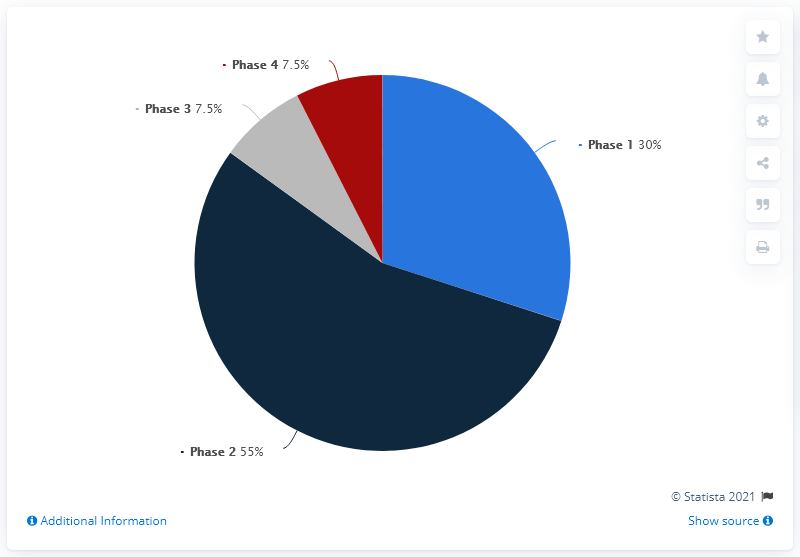 - Phase 4 7.5%
- Phase 3 7.5%
- Phase 1 30%
- Phase 2 55%
© Statista 2021
Additional Information
Show source